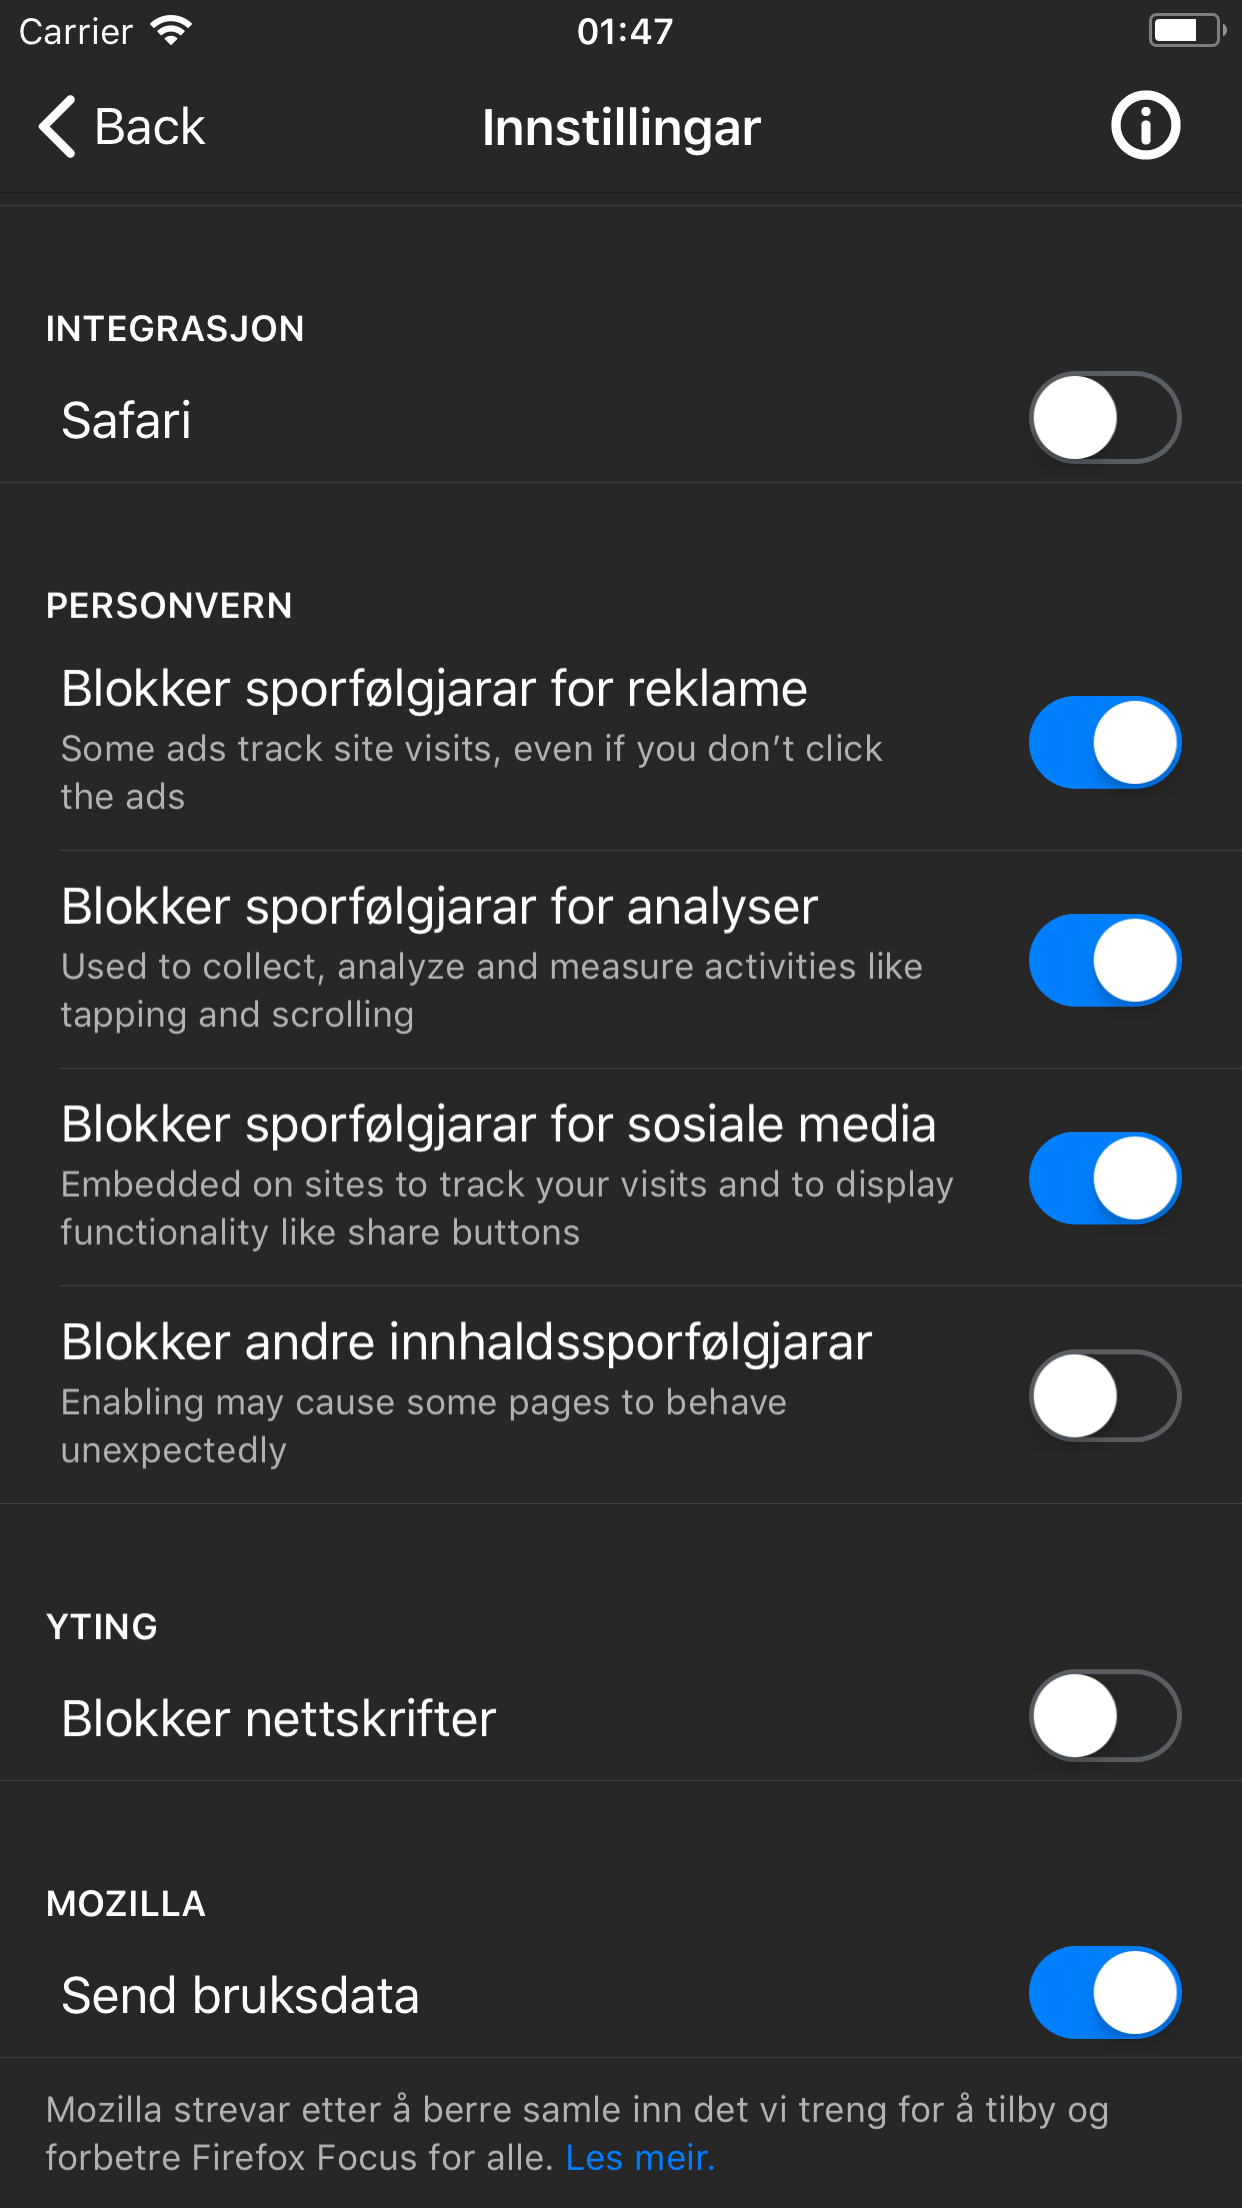 Carrier
01:47
Back
Innstillingar
INTEGRASJON
Safari
PERSONVERN
Blokker sporfølgjarar for reklame
Some ads track site visits, even if you don’t click
the ads
Blokker sporfølgjarar for analyser
Used to collect, analyze and measure activities like
tapping and scrolling
Blokker sporfølgjarar for sosiale media
Embedded on sites to track your visits and to display
functionality like share buttons
Blokker andre innhaldssporfølgjarar
Enabling may cause some pages to behave
unexpectedly
YTING
Blokker nettskrifter
MOZILLA
Send bruksdata
Mozilla strevar etter å berre samle inn det vi treng for å tilby og
forbetre Firefox Focus for alle. Les meir.